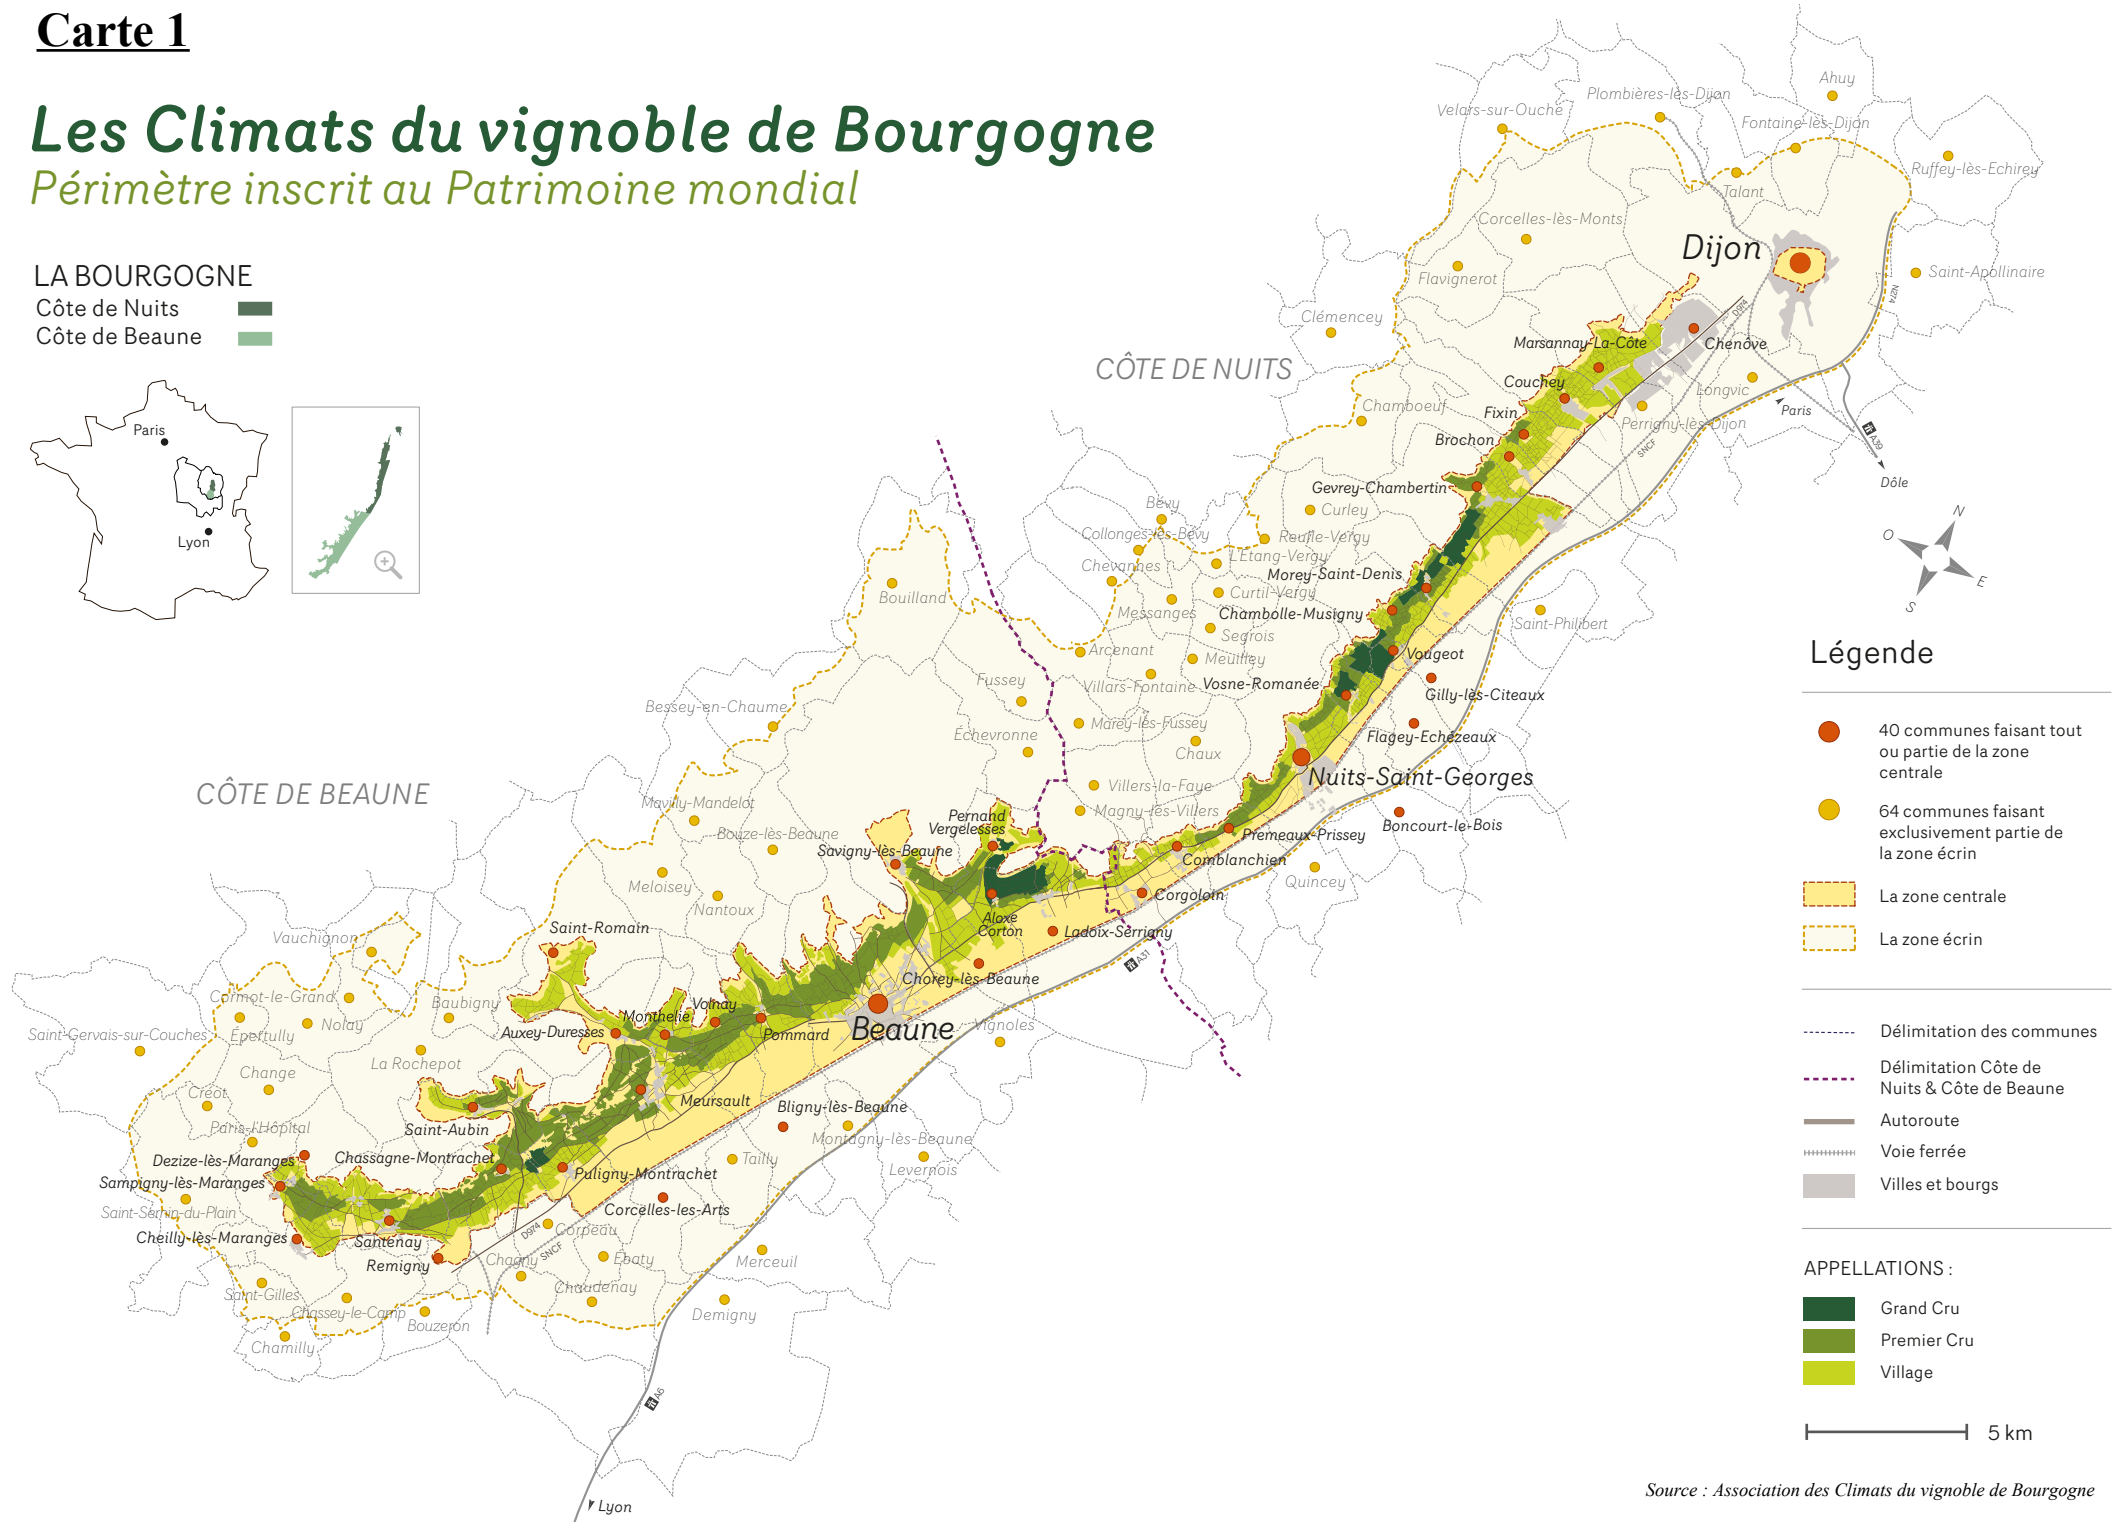 Carte 1
Les Climats du vignoble de Bourgogne
Périmètre inscrit au Patrimoine mondial
LA BOURGOGNE
Côte de Nuits
Côte de Beaune
Paris
Lyon
CÔTE DE NUITS
CÔTE DE BEAUNE
Ahuy
Plombières-lès-Dijon
Velars-sur-Ouche
Fontaine-lès-Dijon
Ruffey-lès-Echirey
Talant
Corcelles-lès-Monts
Dijon
Flavignerot
Saint-Apollinaire
N274
Clémencey
D974
Marsannay-La-Côte
Chenôve
Couchey
Longvic
Chamboeuf
Fixin
Paris
Perrigny-lès-Dijon
Brochon
SNCF
A39
Dôle
Gevrey-Chambertin
Bévy
Curley
Collonges-lès-Bévy
Reulle-Vergy
L'Etang-Vergy
Chevannes
Morey-Saint-Denis
Curtil-Vergy
Bouilland
Messanges
Chambolle-Musigny
Saint-Philibert
Segrois
Arcenant
Meuilley
Vougeot
Fussey
Villars-Fontaine
Vosne-Romanée
Gilly-lès-Citeaux
Bessey-en-Chaume
Marey-lès-Fussey
Échevronne
Flagey-Echézeaux
Chaux
Nuits-Saint-Georges
Villers-la-Faye
Mavilly-Mandelot
Magny-lès-Villers
Pernand
Vergelesses
Boncourt-le-Bois
Bouze-lès-Beaune
Premeaux-Prissey
Savigny-lès-Beaune
Comblanchien
Meloisey
Quincey
Corgoloin
Nantoux
Aloxe
Corton
Ladoix-Serrigny
Saint-Romain
Vauchignon
A31
Chorey-lès-Beaune
Cormot-le-Grand
Baubigny
Volnay
Monthelie
Nolay
Saint-Gervais-sur-Couches
Épertully
Auxey-Duresses
Pommard
Beaune
Vignoles
La Rochepot
Change
Créot
Meursault
Bligny-lès-Beaune
Paris-l'Hôpital
Saint-Aubin
Montagny-lès-Beaune
Dezize-lès-Maranges
Chassagne-Montrachet
Tailly
Levernois
Sampigny-lès-Maranges
Puligny-Montrachet
Saint-Sernin-du-Plain
Corcelles-les-Arts
Cheilly-lès-Maranges
Santenay
D974
Corpeau
SNCF
Remigny
Chagny
Ébaty
Merceuil
Saint-Gilles
Chaudenay
Chassey-le-Camp
Bouzeron
Demigny
Chamilly
A6
Lyon
N
O
E
S
Légende
40 communes faisant tout
ou partie de la zone
centrale
64 communes faisant
exclusivement partie de
la zone écrin
La zone centrale
La zone écrin
Délimitation des communes
Délimitation Côte de
Nuits & Côte de Beaune
Autoroute
Voie ferrée
Villes et bourgs
APPELLATIONS :
Grand Cru
Premier Cru
Village
5 km
Source : Association des Climats du vignoble de Bourgogne